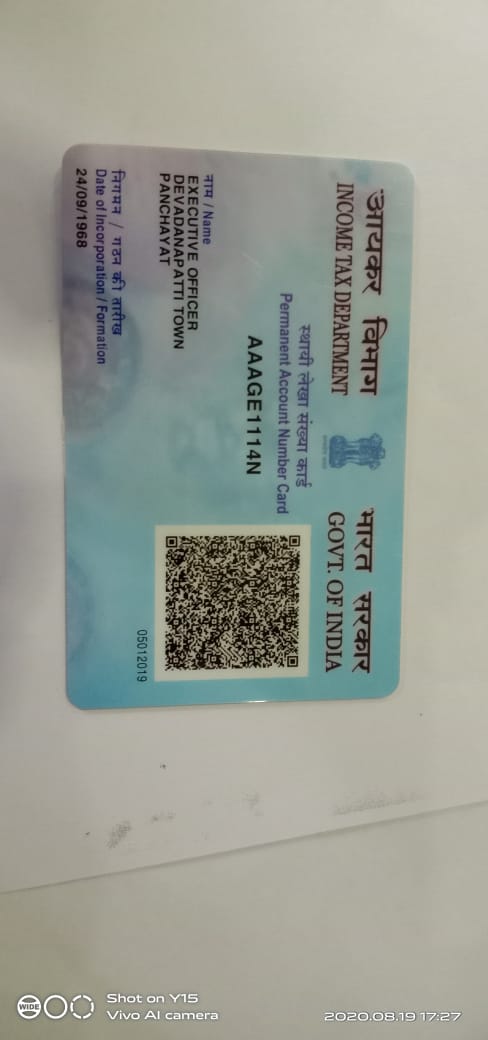 आयकर विभाग
INCOME TAX DEPARTMENT
भारत सरकार
GOVT. OF INDIA
स्थायी लेखा संख्या कार्ड
Permanent Account Number Card
AAAGE1114N
नाम / Name
EXECUTIVE OFFICER
DEVADANAPATTI TOWN
PANCHAYAT
निगमन / गठन की तारीख
Date of Incorporation / Formation
24/09/1968
05012019
WIDE
Shot on Y15
Vivo AI camera
2020.08.19 17:27